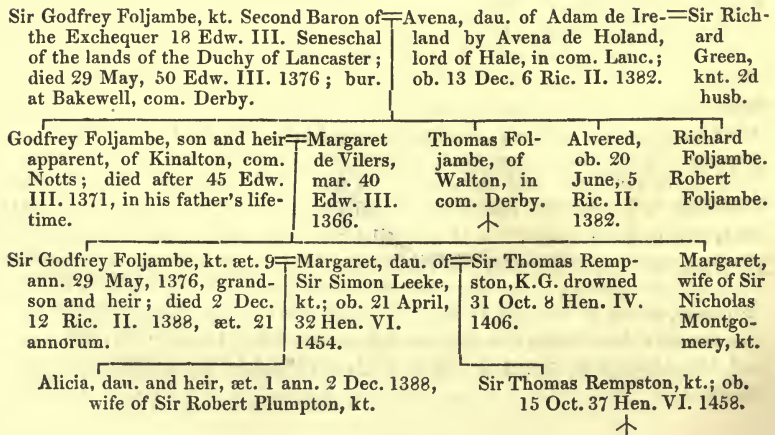 Sir Godfrey Foljambe, kt. Second Baron of
the Exchequer 18 Edw. III. Seneschal
of the lands of the Duchy of Lancaster;
died 29 May, 50 Edw. III. 1376; bur.
at Bakewell, com. Derby.
Avena, dau. of Adam de Ire-
land by Avena de Holand,
lord of Hale, in com. Lanc.;
ob. 13 Dec. 6 Ric. II. 1382.
Sir Rich-
ard
Green,
knt. 2d
husb.
Godfrey Foljambe, son and heir
apparent, of Kinalton, com.
Notts; died after 45 Edw.
III. 1371, in his father's life-
time.
Margaret
de Vilers,
mar. 40
Edw. III.
1366.
Thomas Fol-
jambe, of
Walton, in
com. Derby.
Alvered,
ob. 20
June, 5
Ric. II.
1382.
Richard
Foljambe.
Robert
Foljambe.
Sir Godfrey Foljambe, kt. æt. 9
ann. 29 May, 1376, grand-
son and heir; died 2 Dec.
12 Ric. II. 1388, æt. 21
annorum.
Margaret, dau. of
Sir Simon Leeke,
kt.; ob. 21 April,
32 Hen. VI.
1454.
Sir Thomas Remp-
ston, K.G. drowned
31 Oct. 8 Hen. IV.
1406.
Margaret,
wife of Sir
Nicholas
Montgo-
mery, kt.
Alicia, dau. and heir, æt. 1 ann. 2 Dec. 1388,
wife of Sir Robert Plumpton, kt.
Sir Thomas Rempston, kt.; ob.
15 Oct. 37 Hen. VI. 1458.